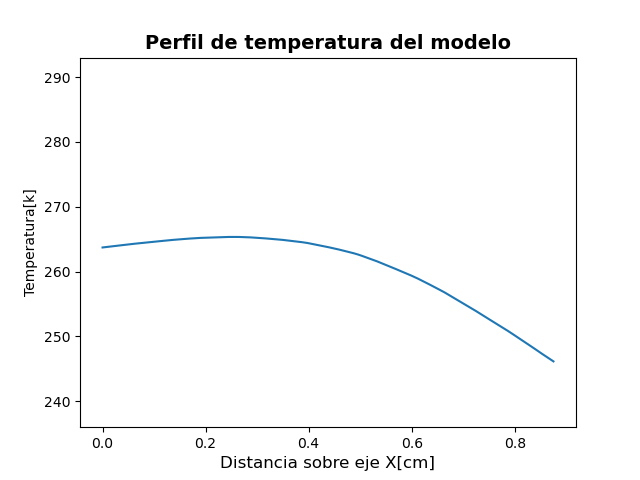 Perfil de temperatura del modelo
290
280
270
260
250
240
Temperatura[k]
0.0 0.2 0.4 0.6 0.8
Distancia sobre eje X[cm]